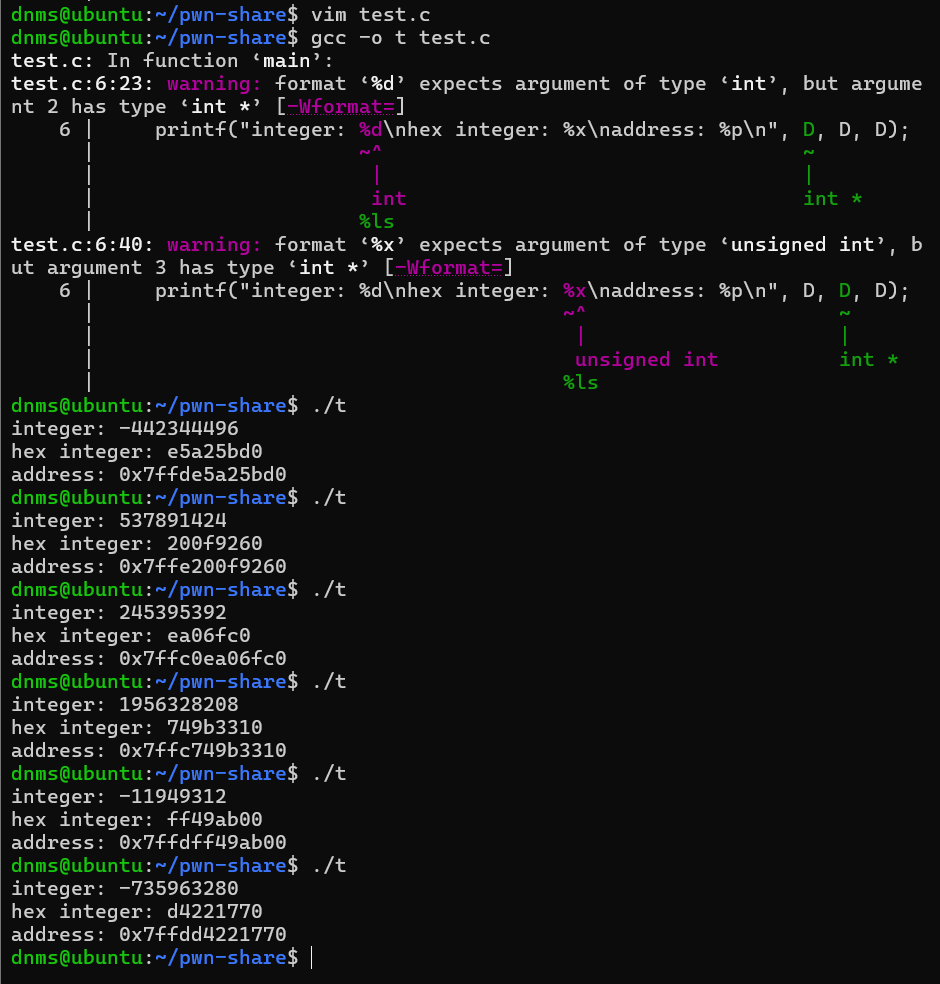 dnms@ubuntu:~/pwn-share$ vim test.c
dnms@ubuntu:~/pwn-share$ gcc -o t test.c
test.c: In function ‘main’:
test.c:6:23: warning: format ‘%d’ expects argument of type ‘int’, but argume
nt 2 has type ‘int *’ [-Wformat=]
    6 |     printf("integer: %d\nhex integer: %x\naddress: %p\n", D, D, D);
      |                      ~^                                   ~
      |                       |                                   |
      |                       int                                 int *
      |                      %ls
test.c:6:40: warning: format ‘%x’ expects argument of type ‘unsigned int’, b
ut argument 3 has type ‘int *’ [-Wformat=]
    6 |     printf("integer: %d\nhex integer: %x\naddress: %p\n", D, D, D);
      |                                       ~^                     ~
      |                                        |                     |
      |                                        unsigned int          int *
      |                                       %ls
dnms@ubuntu:~/pwn-share$ ./t
integer: -442344496
hex integer: e5a25bd0
address: 0x7ffde5a25bd0
dnms@ubuntu:~/pwn-share$ ./t
integer: 537891424
hex integer: 200f9260
address: 0x7ffe200f9260
dnms@ubuntu:~/pwn-share$ ./t
integer: 245395392
hex integer: ea06fc0
address: 0x7ffc0ea06fc0
dnms@ubuntu:~/pwn-share$ ./t
integer: 1956328208
hex integer: 749b3310
address: 0x7ffc749b3310
dnms@ubuntu:~/pwn-share$ ./t
integer: -11949312
hex integer: ff49ab00
address: 0x7ffdff49ab00
dnms@ubuntu:~/pwn-share$ ./t
integer: -735963280
hex integer: d4221770
address: 0x7ffdd4221770
dnms@ubuntu:~/pwn-share$